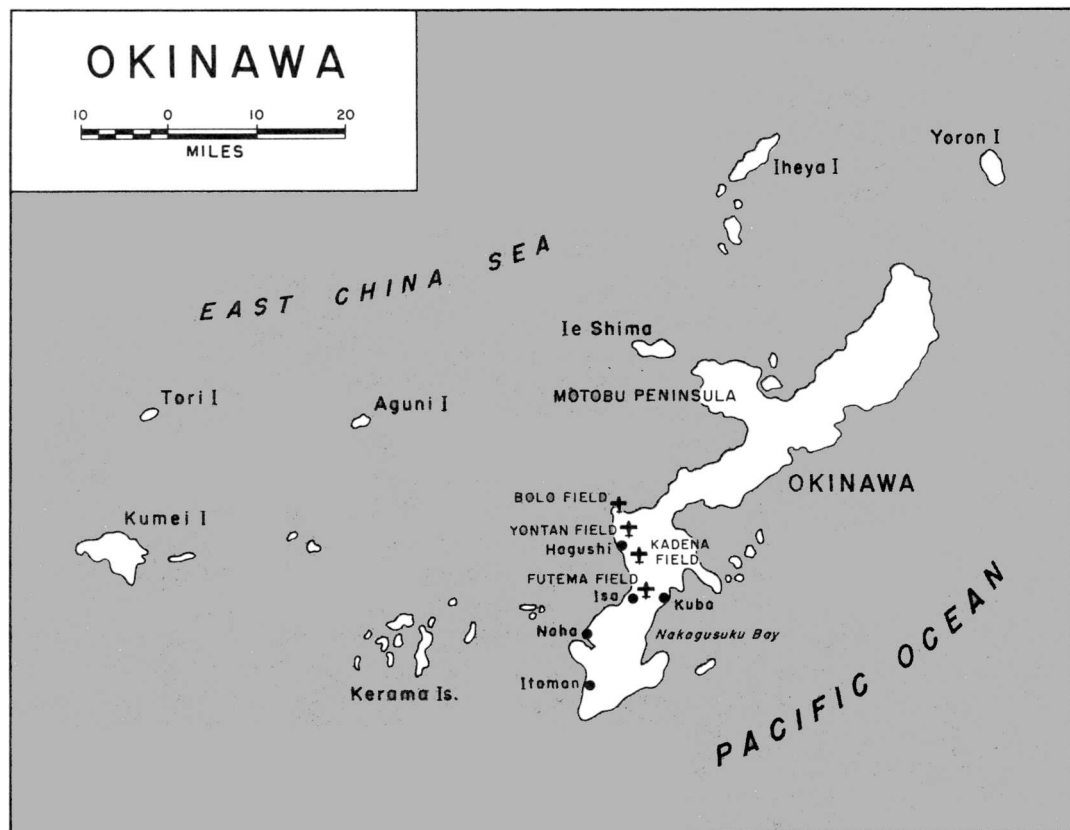 OKINAWA
10 0 10 20
MILES
Yoron I
Iheya I
EAST CHINA SEA
Ie Shima
MOTOBU PENINSULA
Tori I
Aguni I
OKINAWA
BOLO FIELD
Kumei I
YONTAN FIELD
Hagushi
KADENA
FIELD
FUTEMA FIELD
Isa
Kuba
Naha
Nakagusuku Bay
Itoman
Kerama Is.
PACIFIC OCEAN